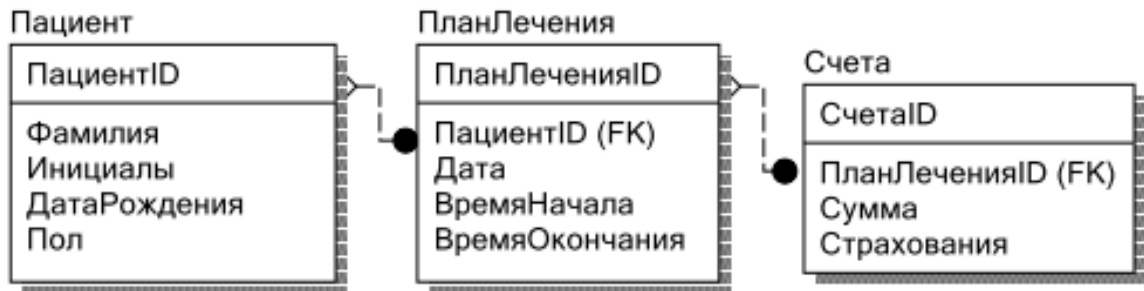 Пациент
ПациентID
Фамилия
Инициалы
ДатаРождения
Пол
ПланЛечения
ПланЛеченияID
ПациентID (FK)
Дата
ВремяНачала
ВремяОкончания
Счета
СчетаID
ПланЛеченияID (FK)
Сумма
Страхования